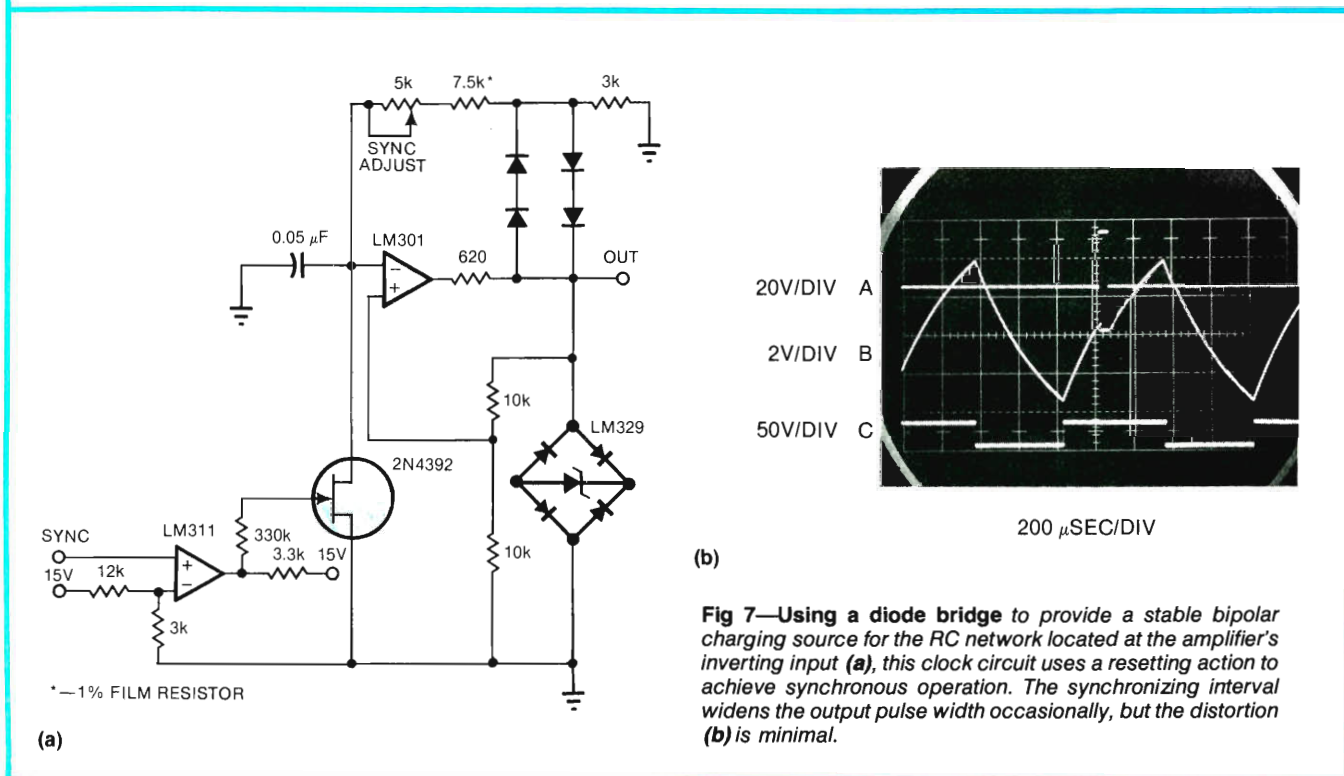 5k
7.5k*
3k
SYNC
ADJUST
0.05 μF
LM301
620
OUT
−
+
10k
LM329
2N4392
SYNC
LM311
330k
3.3k
15V
15V
12k
+
−
10k
3k
*—1% FILM RESISTOR
(a)
20V/DIV A
2V/DIV B
50V/DIV C
200 μSEC/DIV
(b)
Fig 7—Using a diode bridge to provide a stable bipolar
charging source for the RC network located at the amplifier's
inverting input (a), this clock circuit uses a resetting action to
achieve synchronous operation. The synchronizing interval
widens the output pulse width occasionally, but the distortion
(b) is minimal.